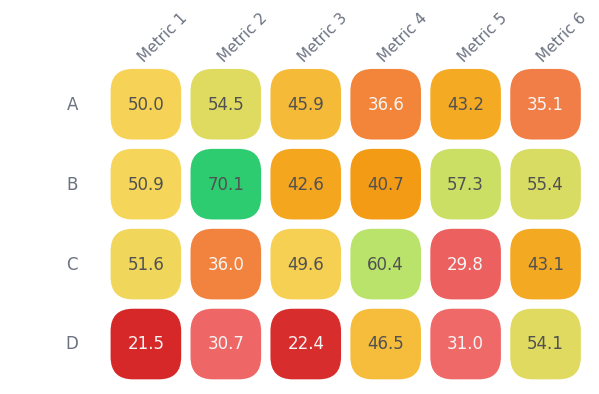 Metric 1 Metric 2 Metric 3 Metric 4 Metric 5 Metric 6
A 50.0 54.5 45.9 36.6 43.2 35.1
B 50.9 70.1 42.6 40.7 57.3 55.4
C 51.6 36.0 49.6 60.4 29.8 43.1
D 21.5 30.7 22.4 46.5 31.0 54.1